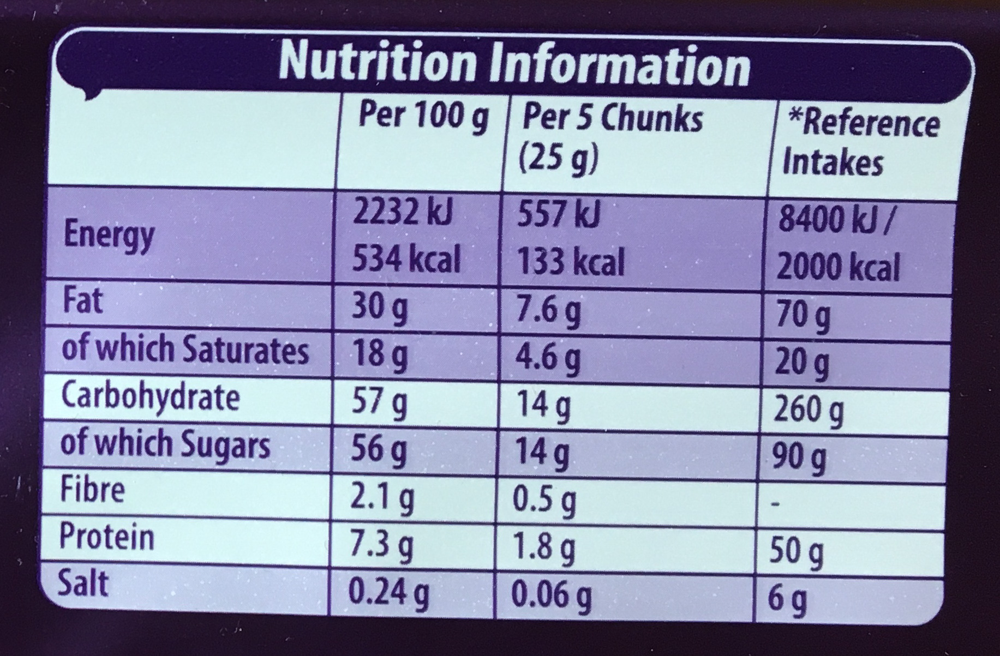 Nutrition Information
Per 100 g Per 5 Chunks *Reference
(25 g) Intakes
2232 kJ 557 kJ 8400 kJ /
Energy
534 kcal 133 kcal 2000 kcal
Fat 30 g 7.6 g 70 g
of which Saturates 18 g 4.6 g 20 g
Carbohydrate 57 g 14 g 260 g
of which Sugars 56 g 14 g 90 g
Fibre 2.1 g 0.5 g -
Protein 7.3 g 1.8 g 50 g
Salt 0.24 g 0.06 g 6 g